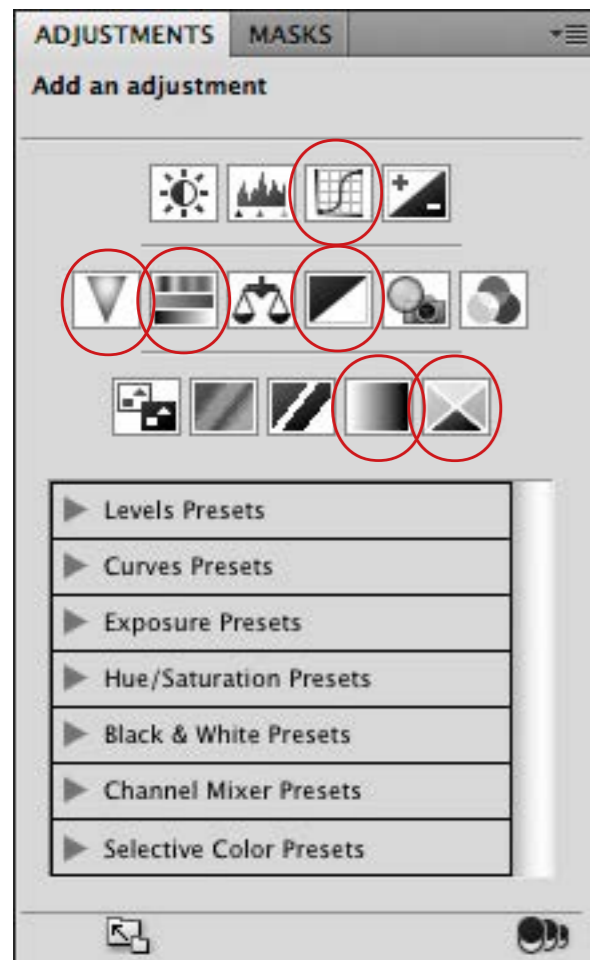 ADJUSTMENTS MASKS
Add an adjustment
Levels Presets
Curves Presets
Exposure Presets
Hue/Saturation Presets
Black & White Presets
Channel Mixer Presets
Selective Color Presets